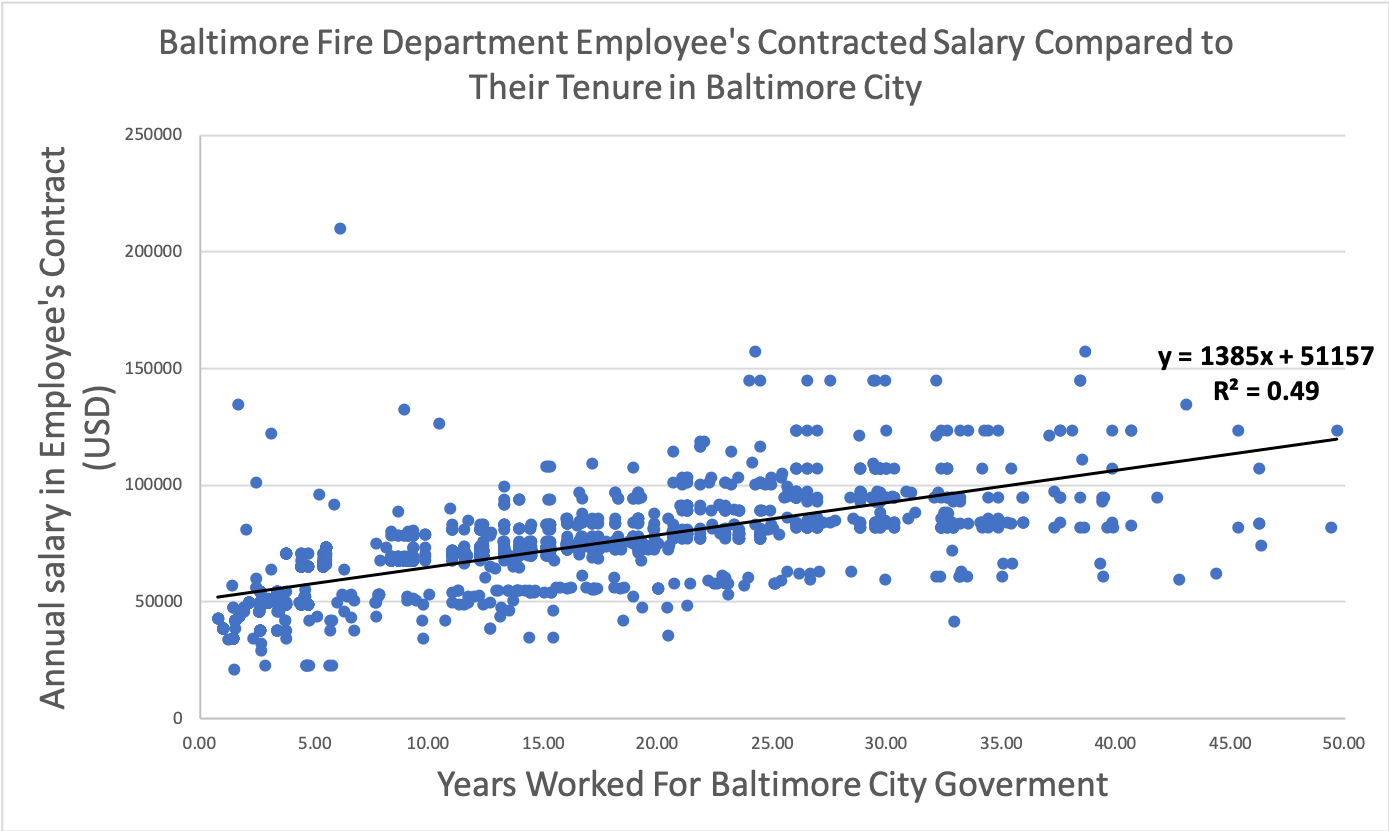 Baltimore Fire Department Employee's Contracted Salary Compared to
Their Tenure in Baltimore City
Annual salary in Employee's Contract
(USD)
250000
200000
150000
100000
50000
0
y = 1385x + 51157
R² = 0.49
0.00 5.00 10.00 15.00 20.00 25.00 30.00 35.00 40.00 45.00 50.00
Years Worked For Baltimore City Goverment